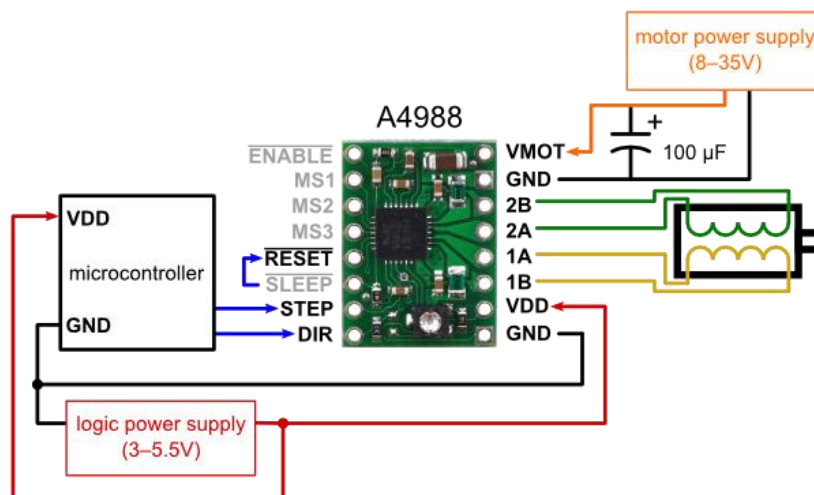 motor power supply
(8–35V)
A4988
ENABLE
VMOT
+
100 µF
MS1
GND
MS2
2B
VDD
MS3
2A
microcontroller
RESET
1A
SLEEP
1B
STEP
VDD
GND
DIR
GND
logic power supply
(3–5.5V)